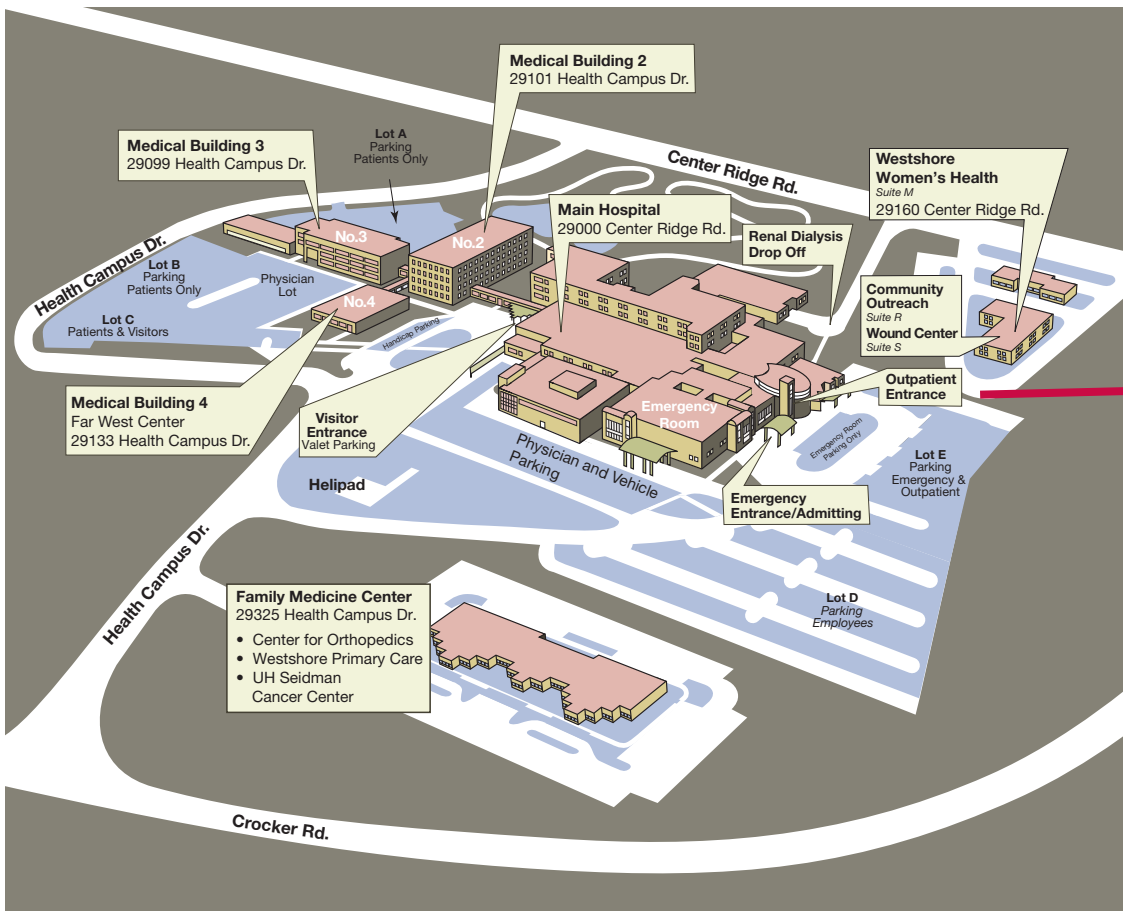 Medical Building 2
29101 Health Campus Dr.
Medical Building 3
29099 Health Campus Dr.
Lot A
Parking
Patients Only
Center Ridge Rd.
Westshore
Women's Health
Suite M
29160 Center Ridge Rd.
Main Hospital
29000 Center Ridge Rd.
Renal Dialysis
Drop Off
No.3
No.2
Health Campus Dr.
Lot B
Parking
Patients Only
Physician
Lot
No.4
Lot C
Patients & Visitors
Handicap Parking
Community
Outreach
Suite R
Wound Center
Suite S
Medical Building 4
Far West Center
29133 Health Campus Dr.
Visitor
Entrance
Valet Parking
Emergency
Room
Outpatient
Entrance
Emergency Room
Parking Only
Physician and Vehicle
Parking
Lot E
Parking
Emergency &
Outpatient
Helipad
Emergency
Entrance/Admitting
Health Campus Dr.
Family Medicine Center
29325 Health Campus Dr.
• Center for Orthopedics
• Westshore Primary Care
• UH Seidman
Cancer Center
Lot D
Parking
Employees
Crocker Rd.